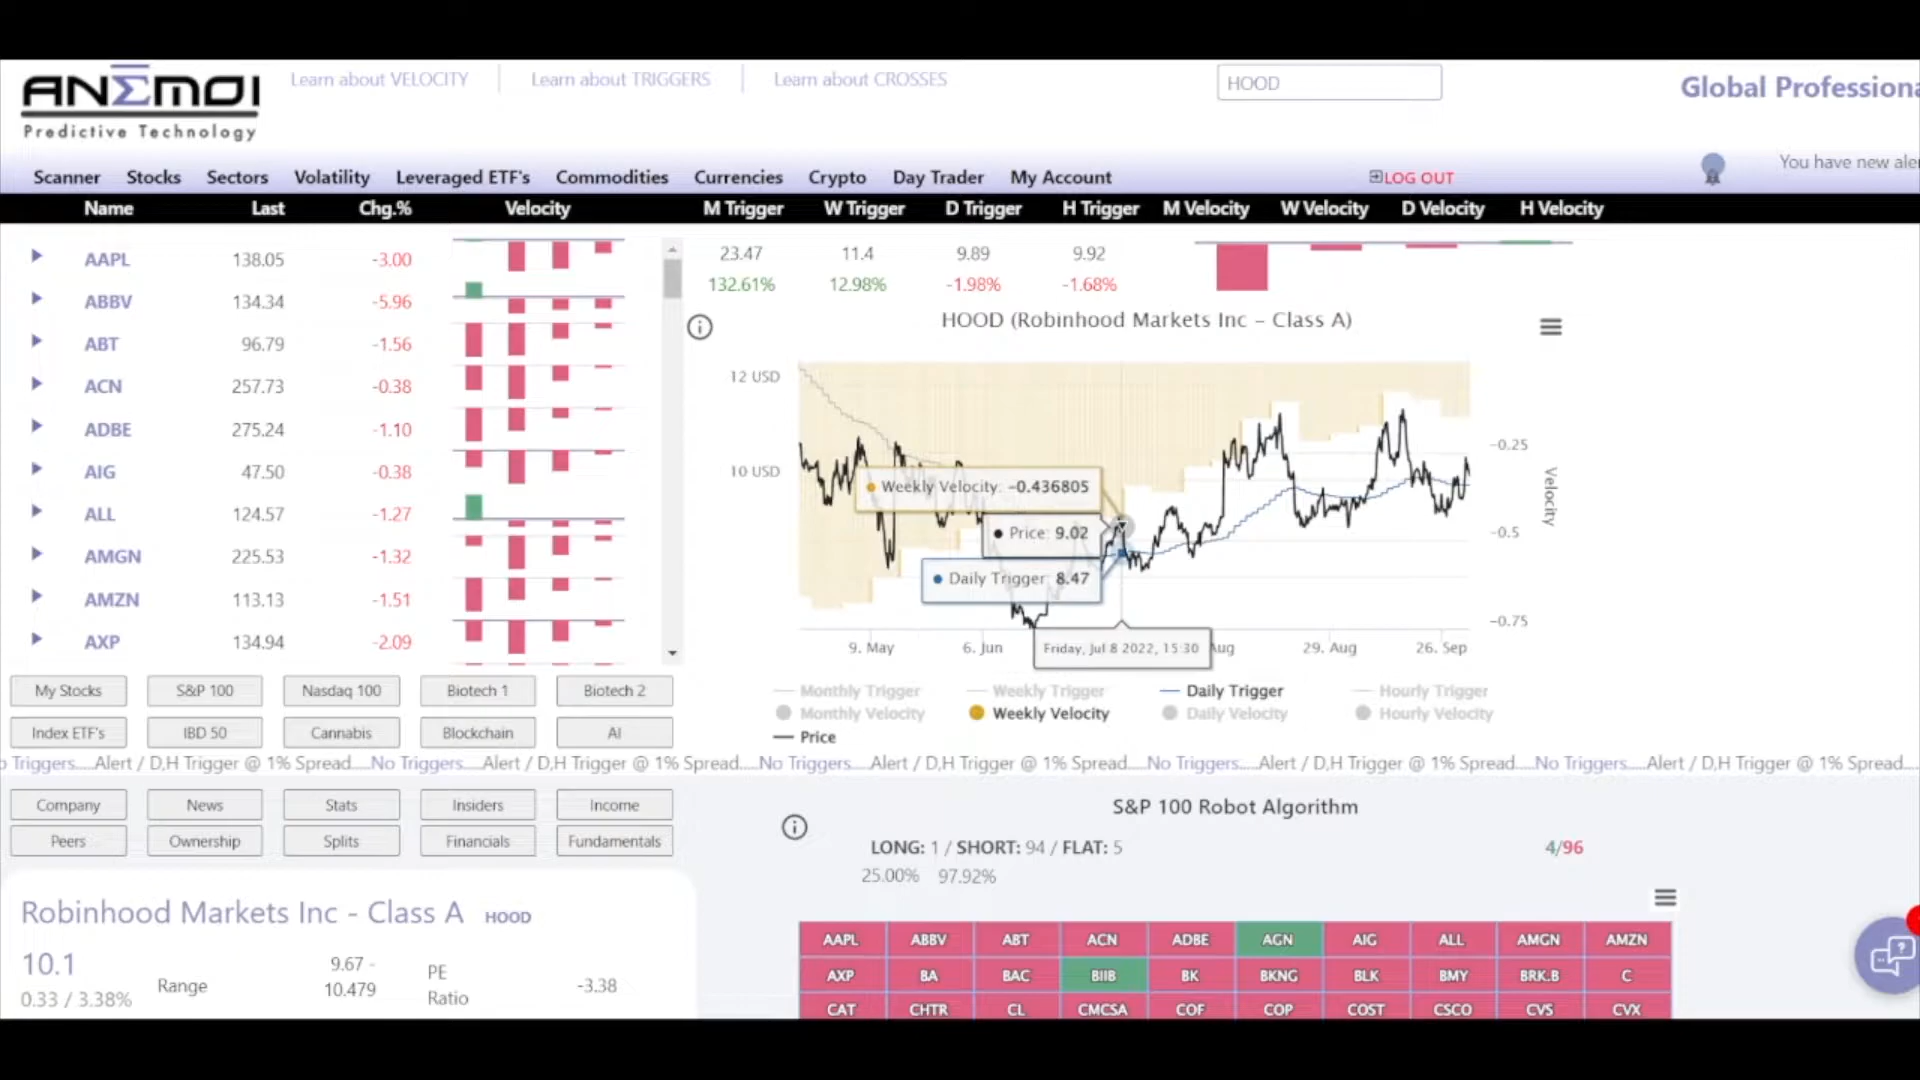 ANΣMOI
Predictive Technology
Learn about VELOCITY
Learn about TRIGGERS
Learn about CROSSES
HOOD
Global Professiona
You have new aler
Scanner Stocks Sectors Volatility Leveraged ETF's Commodities Currencies Crypto Day Trader My Account LOG OUT
Name Last Chg.% Velocity M Trigger W Trigger D Trigger H Trigger M Velocity W Velocity D Velocity H Velocity
AAPL 138.05 -3.00
ABBV 134.34 -5.96
ABT 96.79 -1.56
ACN 257.73 -0.38
ADBE 275.24 -1.10
AIG 47.50 -0.38
ALL 124.57 -1.27
AMGN 225.53 -1.32
AMZN 113.13 -1.51
AXP 134.94 -2.09
23.47 11.4 9.89 9.92
132.61% 12.98% -1.98% -1.68%
HOOD (Robinhood Markets Inc - Class A)
12 USD
10 USD
-0.25
-0.5
-0.75
Velocity
Weekly Velocity: -0.436805
Price: 9.02
Daily Trigger: 8.47
Friday, Jul 8 2022, 15:30
9. May 6. Jun Aug 29. Aug 26. Sep
Monthly Trigger Weekly Trigger Daily Trigger Hourly Trigger
Monthly Velocity Weekly Velocity Daily Velocity Hourly Velocity
Price
My Stocks S&P 100 Nasdaq 100 Biotech 1 Biotech 2
Index ETF's IBD 50 Cannabis Blockchain AI
o Triggers.....Alert / D,H Trigger @ 1% Spread.....No Triggers.....Alert / D,H Trigger @ 1% Spread.....No Triggers.....Alert / D,H Trigger @ 1% Spread.....No Triggers.....Alert / D,H Trigger @ 1% Spread.....No Triggers.....Alert / D,H Trigger @ 1% Spread.....
Company News Stats Insiders Income
Peers Ownership Splits Financials Fundamentals
Robinhood Markets Inc - Class A HOOD
10.1
0.33 / 3.38%
Range
9.67 -
10.479
PE
Ratio
-3.38
S&P 100 Robot Algorithm
LONG: 1 / SHORT: 94 / FLAT: 5
4/96
25.00% 97.92%
AAPL ABBV ABT ACN ADBE AGN AIG ALL AMGN AMZN
AXP BA BAC BIIB BK BKNG BLK BMY BRK.B C
CAT CHTR CL CMCSA COF COP COST CSCO CVS CVX